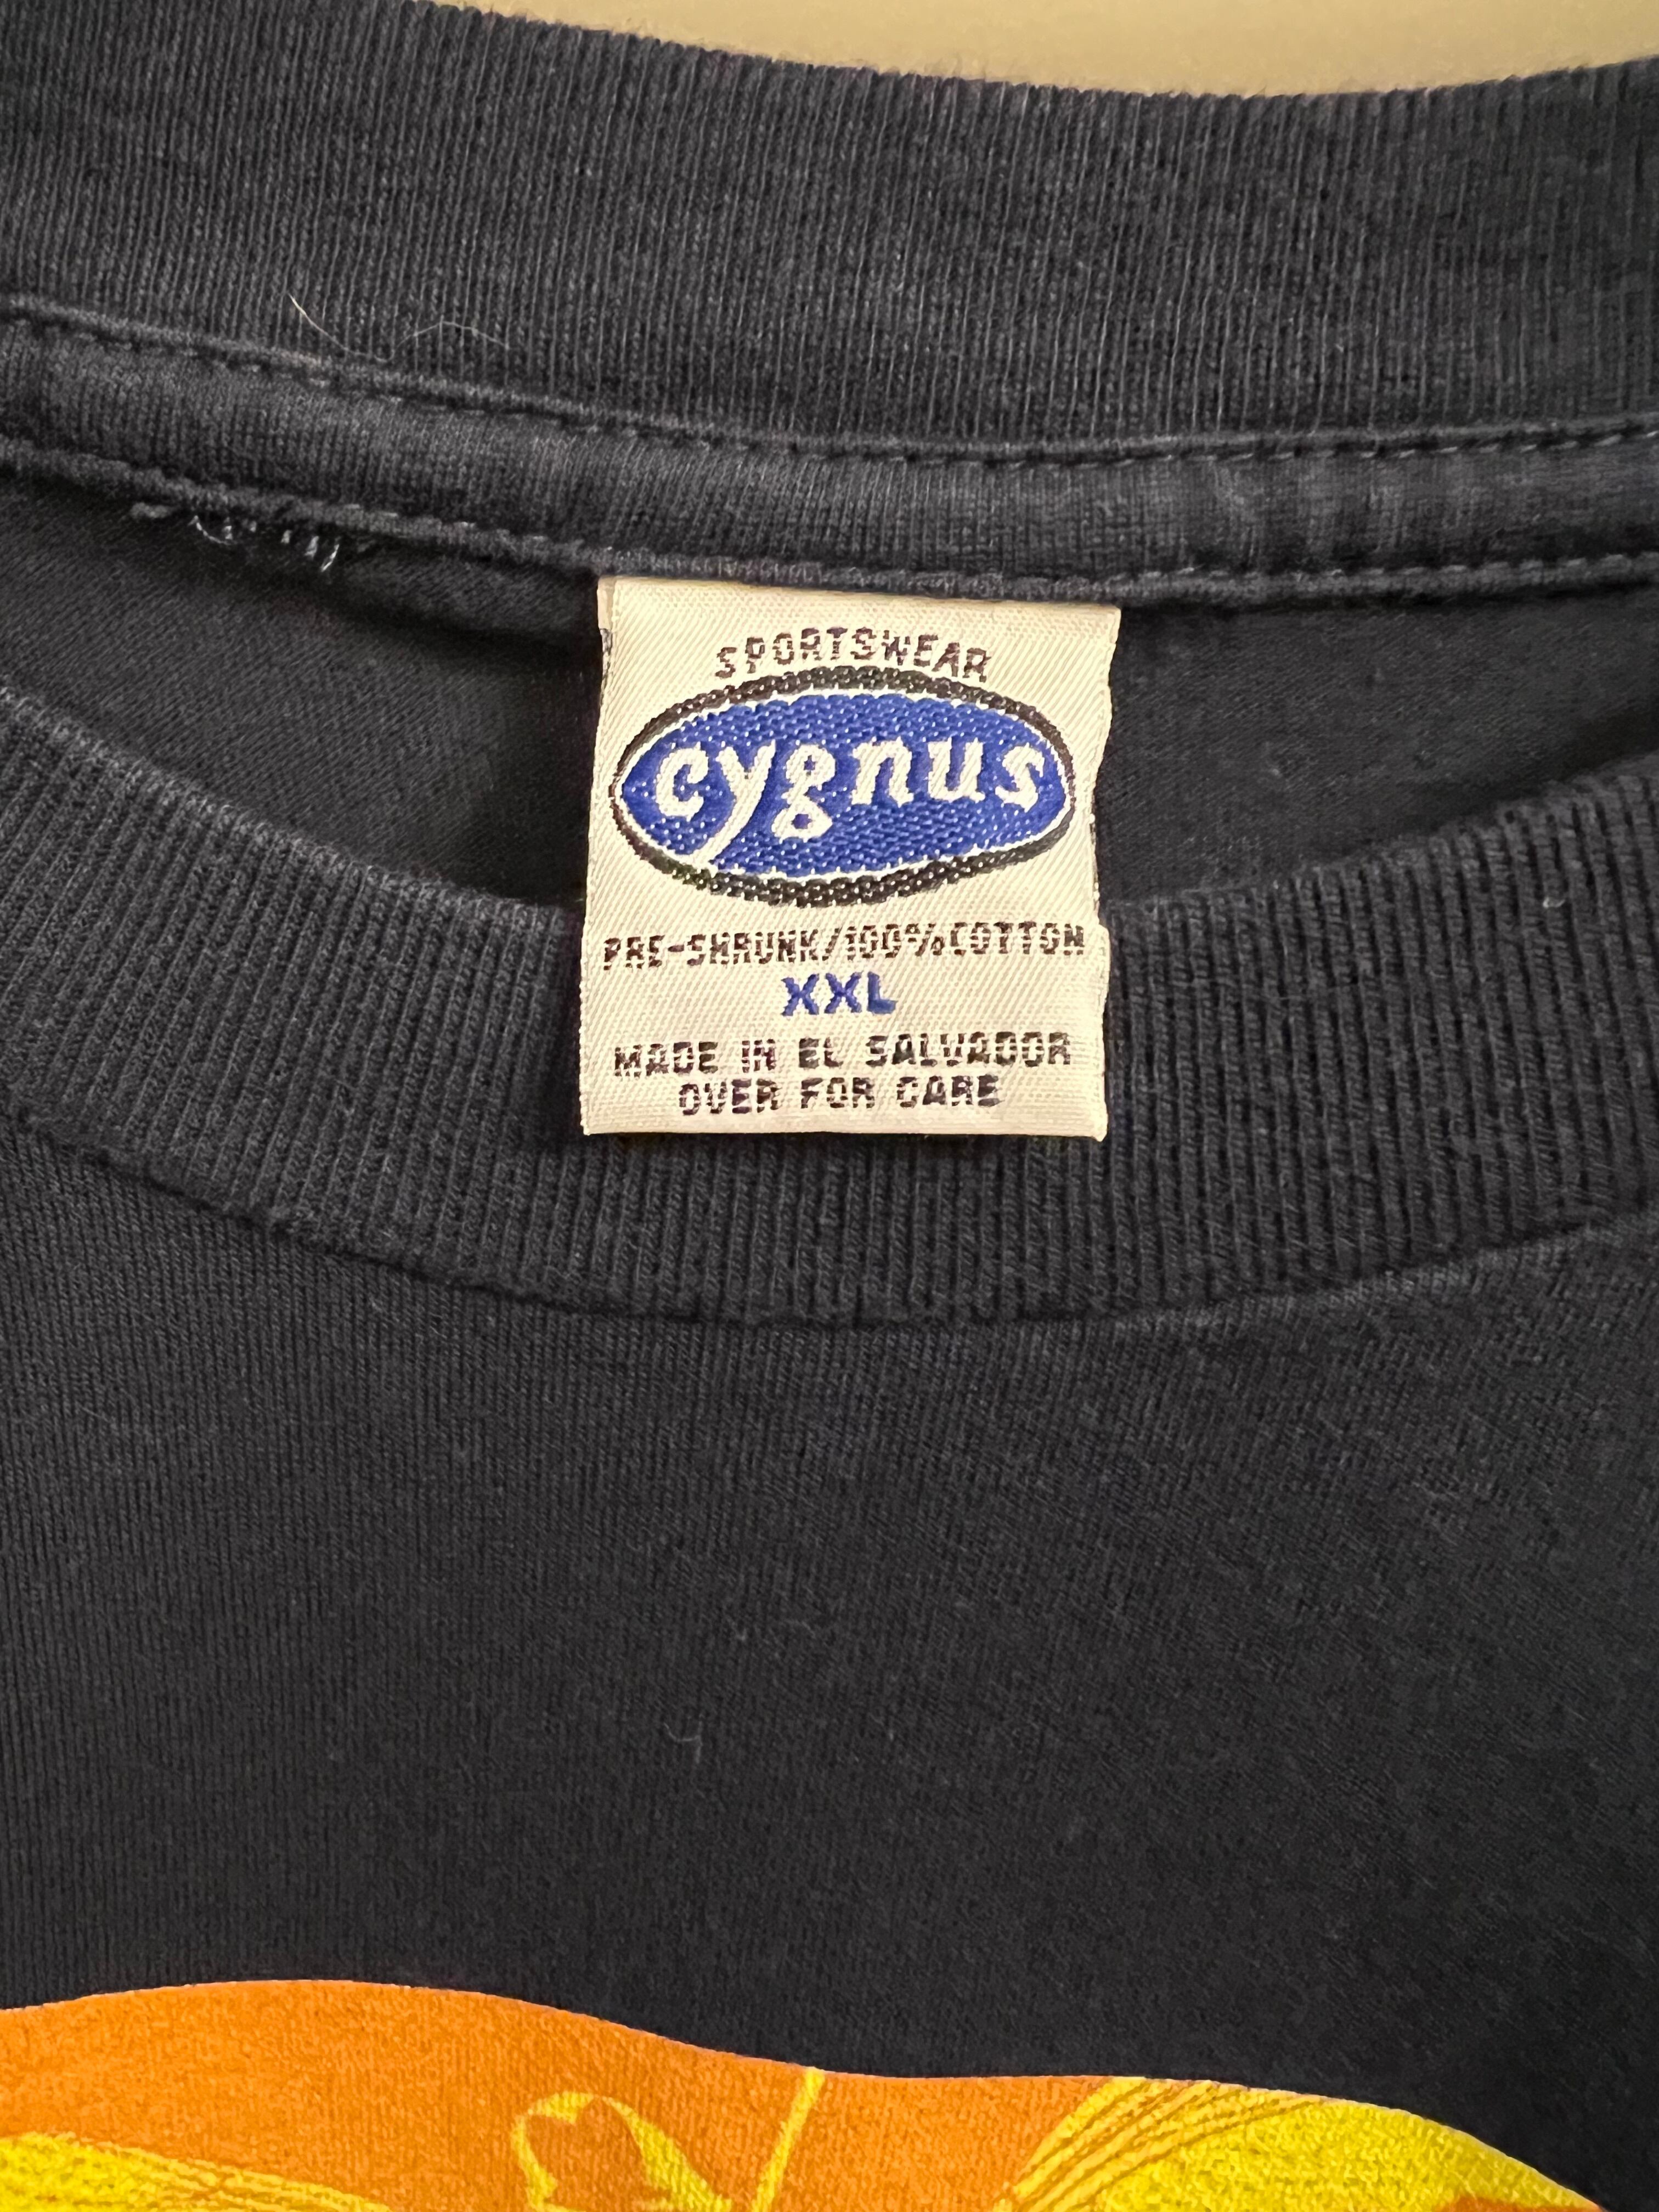 SPORTSWEAR
cygnus
PRE-SHRUNK/100%COTTON
XXL
MADE IN EL SALVADOR
OVER FOR CARE